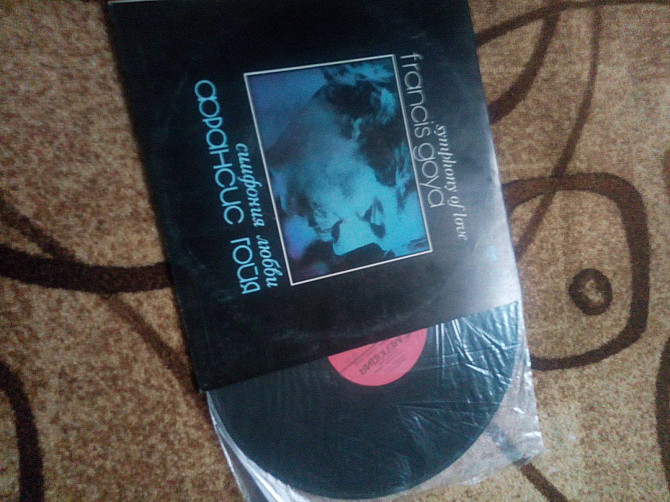 francis goya
symphony of love
симфония любви
ФРАНСИС ГОЙЯ